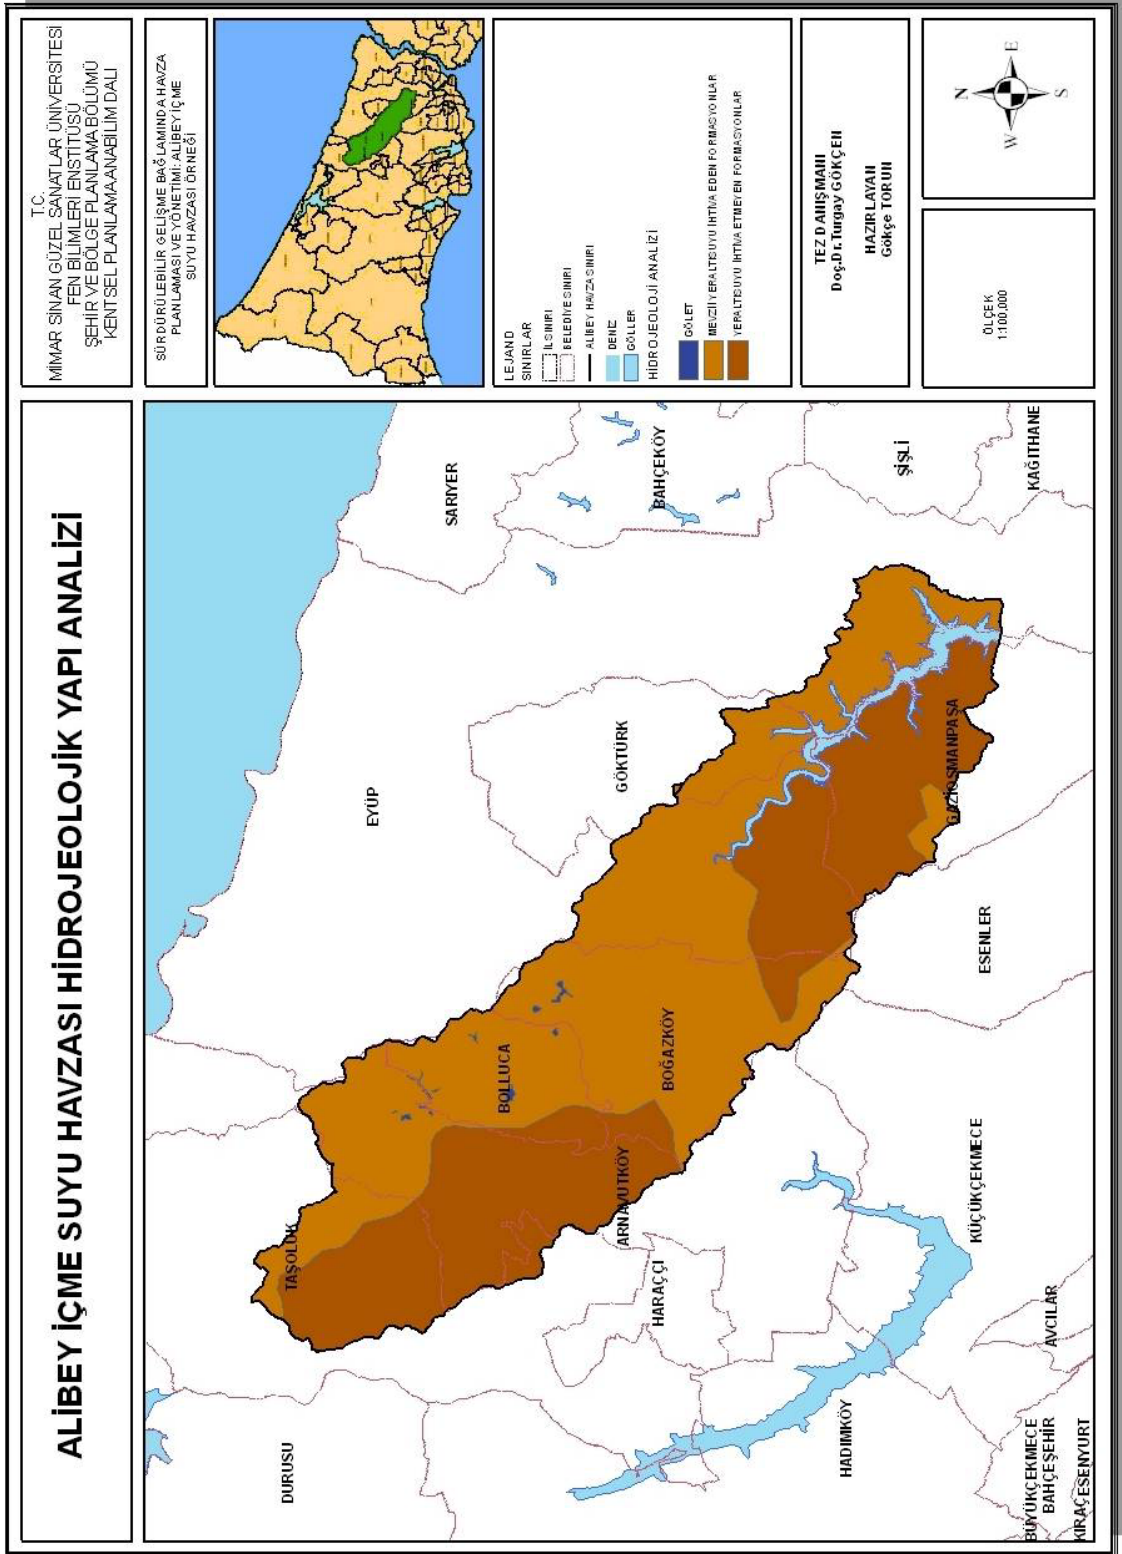 ALİBEY İÇME SUYU HAVZASI HİDROJEOLOJİK YAPI ANALİZİ
T.C.
MİMAR SİNAN GÜZEL SANATLAR ÜNİVERSİTESİ
FEN BİLİMLERİ ENSTİTÜSÜ
ŞEHİR VE BÖLGE PLANLAMA BÖLÜMÜ
KENTSEL PLANLAMA ANABİLİM DALI
SÜRDÜRÜLEBİLİR GELİŞME BAĞLAMINDA HAVZA
PLANLAMASI VE YÖNETİMİ: ALİBEY İÇME
SUYU HAVZASI ÖRNEĞİ
LEJAND
SINIRLAR
İL SINIRI
BELEDİYE SINIRI
ALİBEY HAVZA SINIRI
DENİZ
GÖLLER
HİDROJEOLOJİ ANALİZİ
GÖLET
MEVZİİ YERALTISUYU İHTİVA EDEN FORMASYONLAR
YERALTISUYU İHTİVA ETMEYEN FORMASYONLAR
TEZ DANIŞMANI
Doç.Dr.Turgay GÖKÇEN
HAZIRLAYAN
Gökçe TORUN
ÖLÇEK
1:100.000
N
W E
S
DURUSU
TAŞOLUK
EYÜP
SARIYER
BOLLUCA
GÖKTÜRK
BAHÇEKÖY
ARNAVUTKÖY
BOĞAZKÖY
HARAÇÇI
HADIMKÖY
ŞİŞLİ
GAZİOSMANPAŞA
KÜÇÜKÇEKMECE
ESENLER
KAĞITHANE
AVCILAR
BÜYÜKÇEKMECE
BAHÇEŞEHİR
KIRAÇ ESENYURT